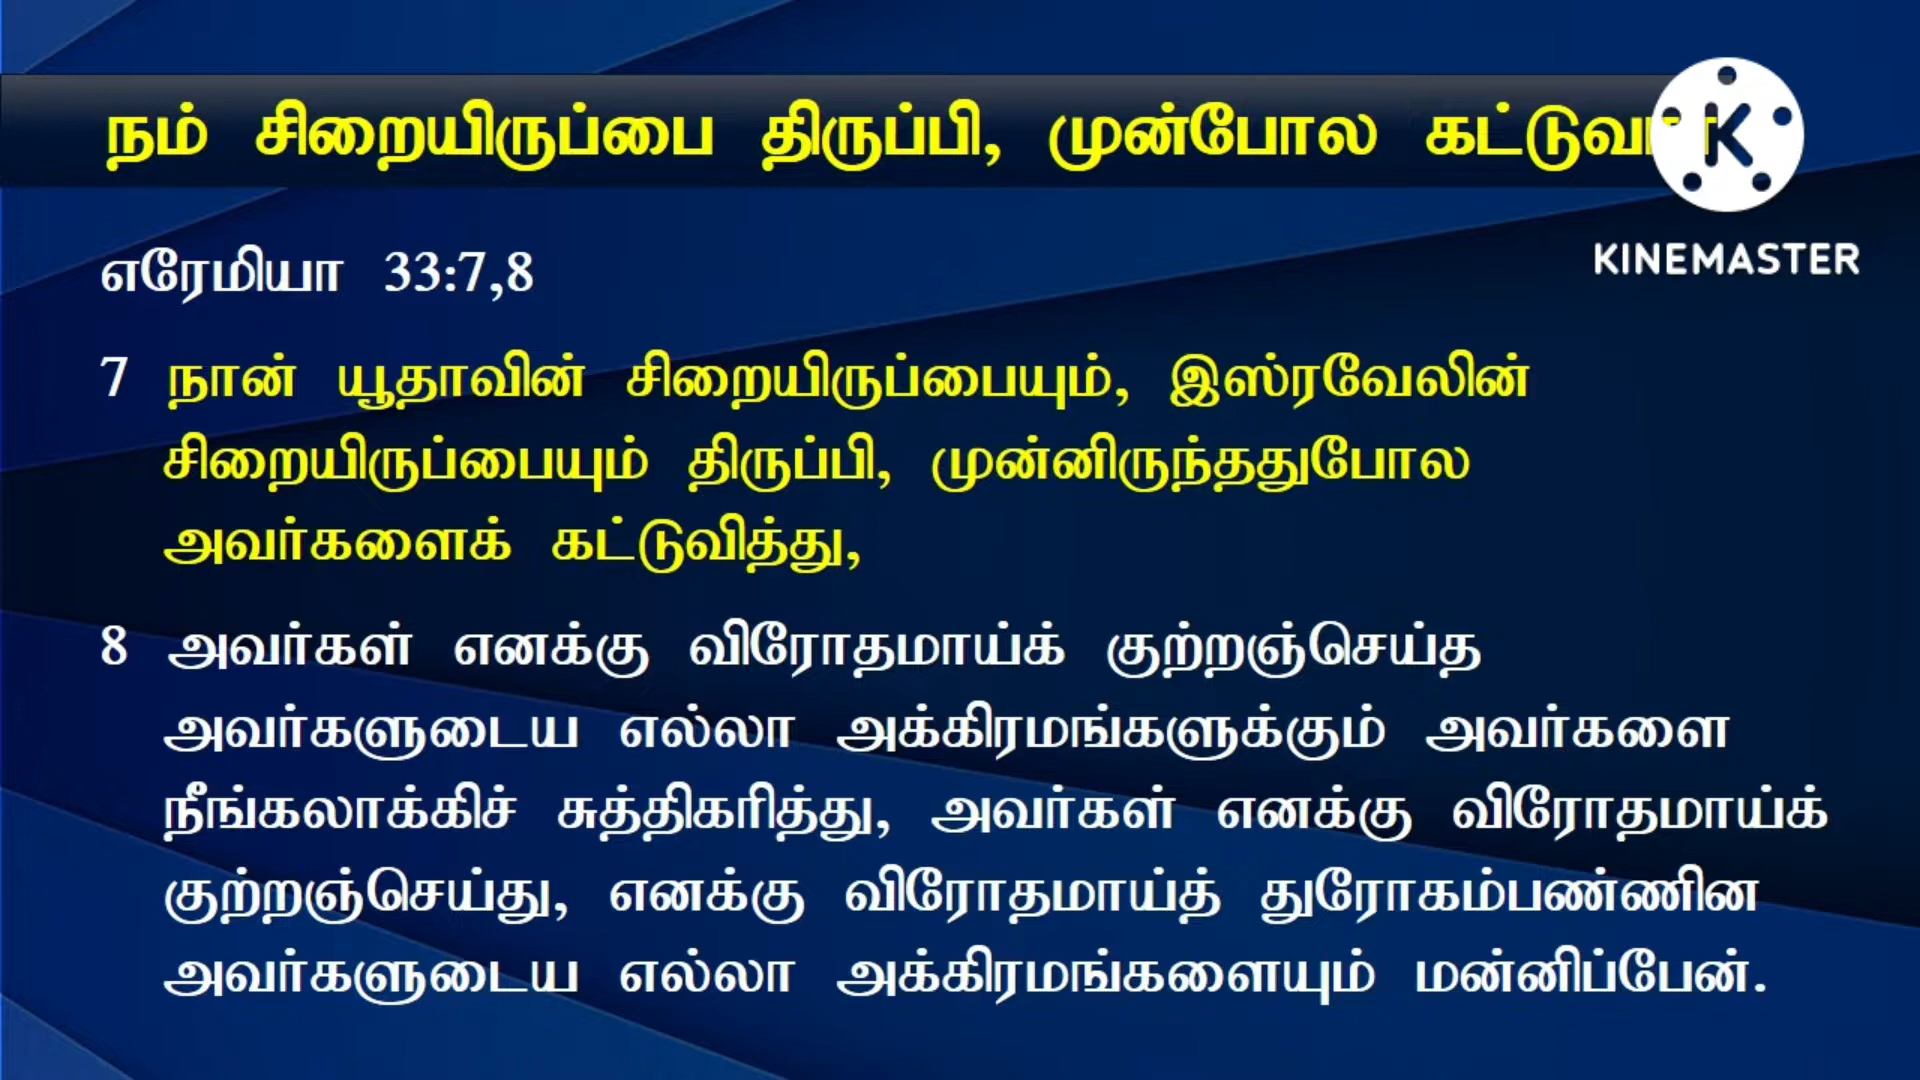 நம் சிறையிருப்பை திருப்பி, முன்போல
KINEMASTER
எரேமியா 33:7,8
7 நான் யூதாவின் சிறையிருப்பையும், இஸ்ரவேலின்
சிறையிருப்பையும் திருப்பி, முன்னிருந்ததுபோல
அவர்களைக் கட்டுவித்து,
8 அவர்கள் எனக்கு விரோதமாய்க் குற்றஞ்செய்த
அவர்களுடைய எல்லா அக்கிரமங்களுக்கும் அவர்களை
நீங்கலாக்கிச் சுத்திகரித்து, அவர்கள் எனக்கு விரோதமாய்க்
குற்றஞ்செய்து, எனக்கு விரோதமாய்த் துரோகம்பண்ணின
அவர்களுடைய எல்லா அக்கிரமங்களையும் மன்னிப்பேன்.